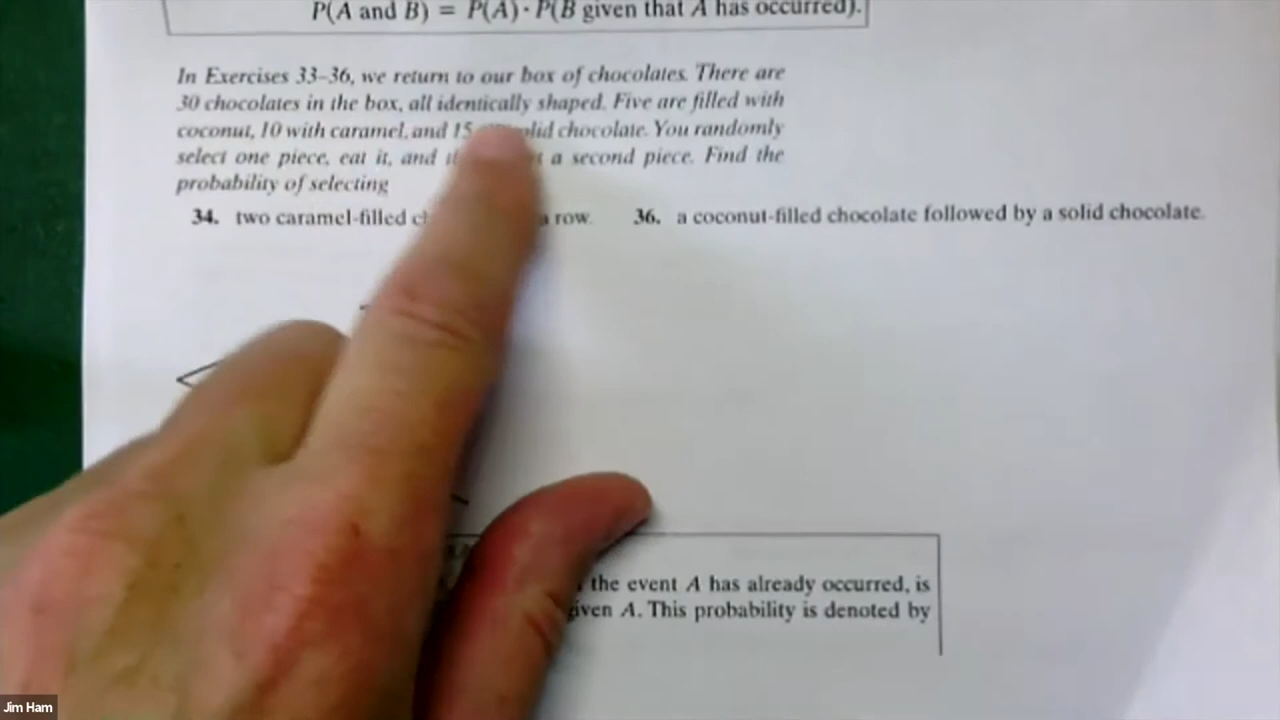 P(A and B) = P(A) · P(B given that A has occurred).
In Exercises 33–36, we return to our box of chocolates. There are
30 chocolates in the box, all identically shaped. Five are filled with
coconut, 10 with caramel, and 15 solid chocolate. You randomly
select one piece, eat it, and a second piece. Find the
probability of selecting
34. two caramel-filled a row.
36. a coconut-filled chocolate followed by a solid chocolate.
the event A has already occurred, is
given A. This probability is denoted by
Jim Ham